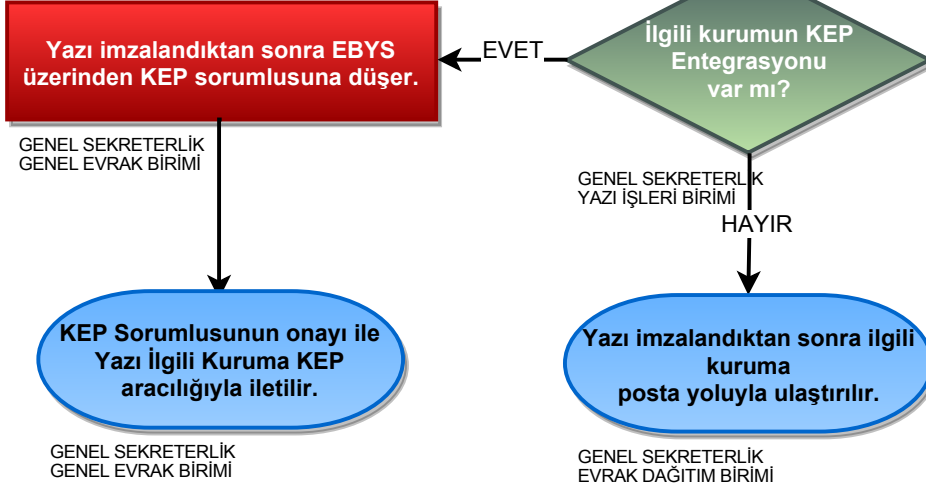 Yazı imzalandıktan sonra EBYS
üzerinden KEP sorumlusuna düşer.
EVET
İlgili kurumun KEP
Entegrasyonu
var mı?
GENEL SEKRETERLİK
GENEL EVRAK BİRİMİ
GENEL SEKRETERLİK
YAZI İŞLERİ BİRİMİ
HAYIR
KEP Sorumlusunun onayı ile
Yazı İlgili Kuruma KEP
aracılığıyla iletilir.
Yazı imzalandıktan sonra ilgili
kuruma
posta yoluyla ulaştırılır.
GENEL SEKRETERLİK
GENEL EVRAK BİRİMİ
GENEL SEKRETERLİK
EVRAK DAĞITIM BİRİMİ